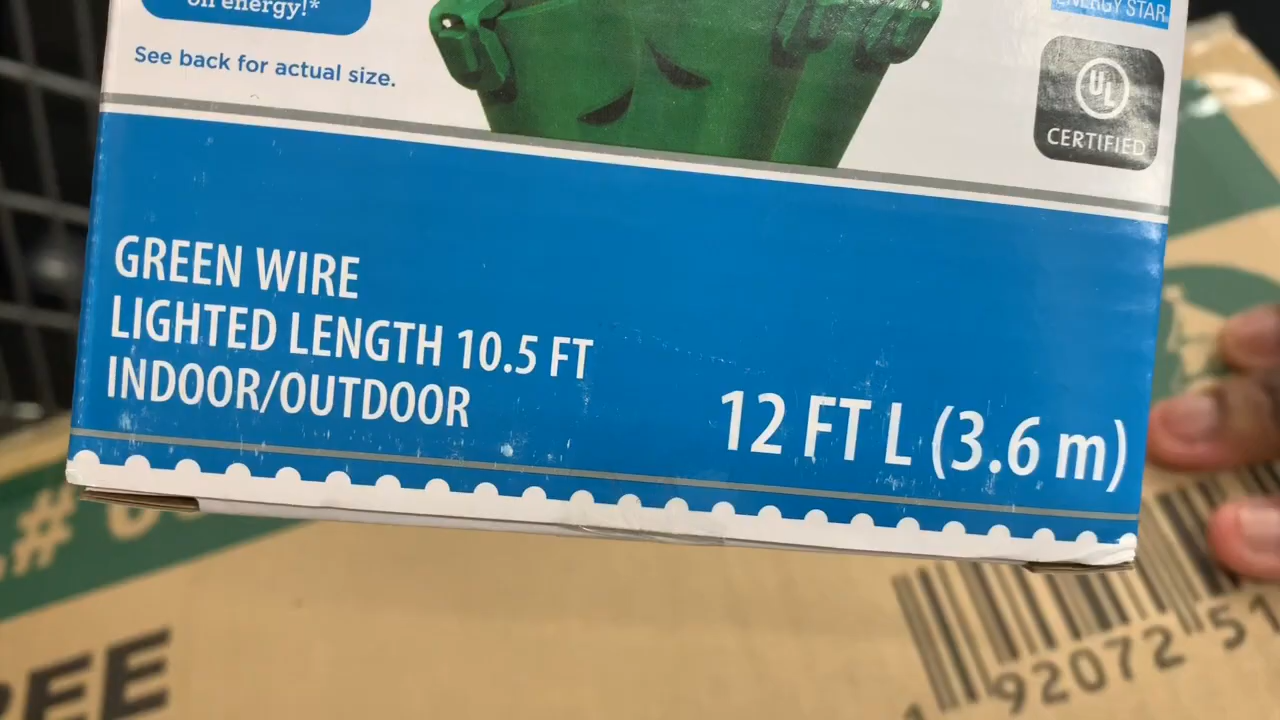 on energy!*
ENERGY STAR
See back for actual size.
UL
CERTIFIED
GREEN WIRE
LIGHTED LENGTH 10.5 FT
INDOOR/OUTDOOR
12 FT L (3.6 m)
92072 51